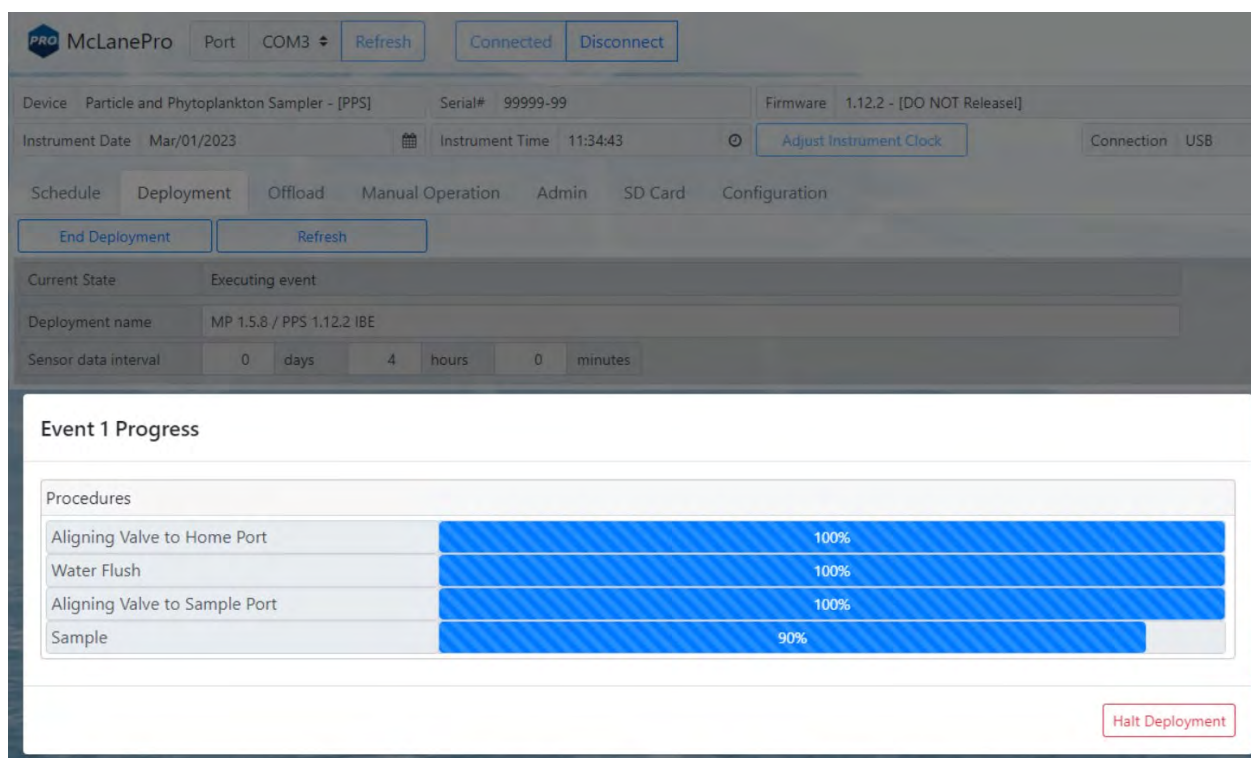 PRO McLanePro Port COM3 Refresh Connected Disconnect
Device Particle and Phytoplankton Sampler - [PPS] Serial# 99999-99 Firmware 1.12.2 - [DO NOT Release!]
Instrument Date Mar/01/2023 Instrument Time 11:34:43 Adjust Instrument Clock Connection USB
Schedule Deployment Offload Manual Operation Admin SD Card Configuration
End Deployment Refresh
Current State Executing event
Deployment name MP 1.5.8 / PPS 1.12.2 IBE
Sensor data interval 0 days 4 hours 0 minutes
Event 1 Progress
Procedures
Aligning Valve to Home Port 100%
Water Flush 100%
Aligning Valve to Sample Port 100%
Sample 90%
Halt Deployment